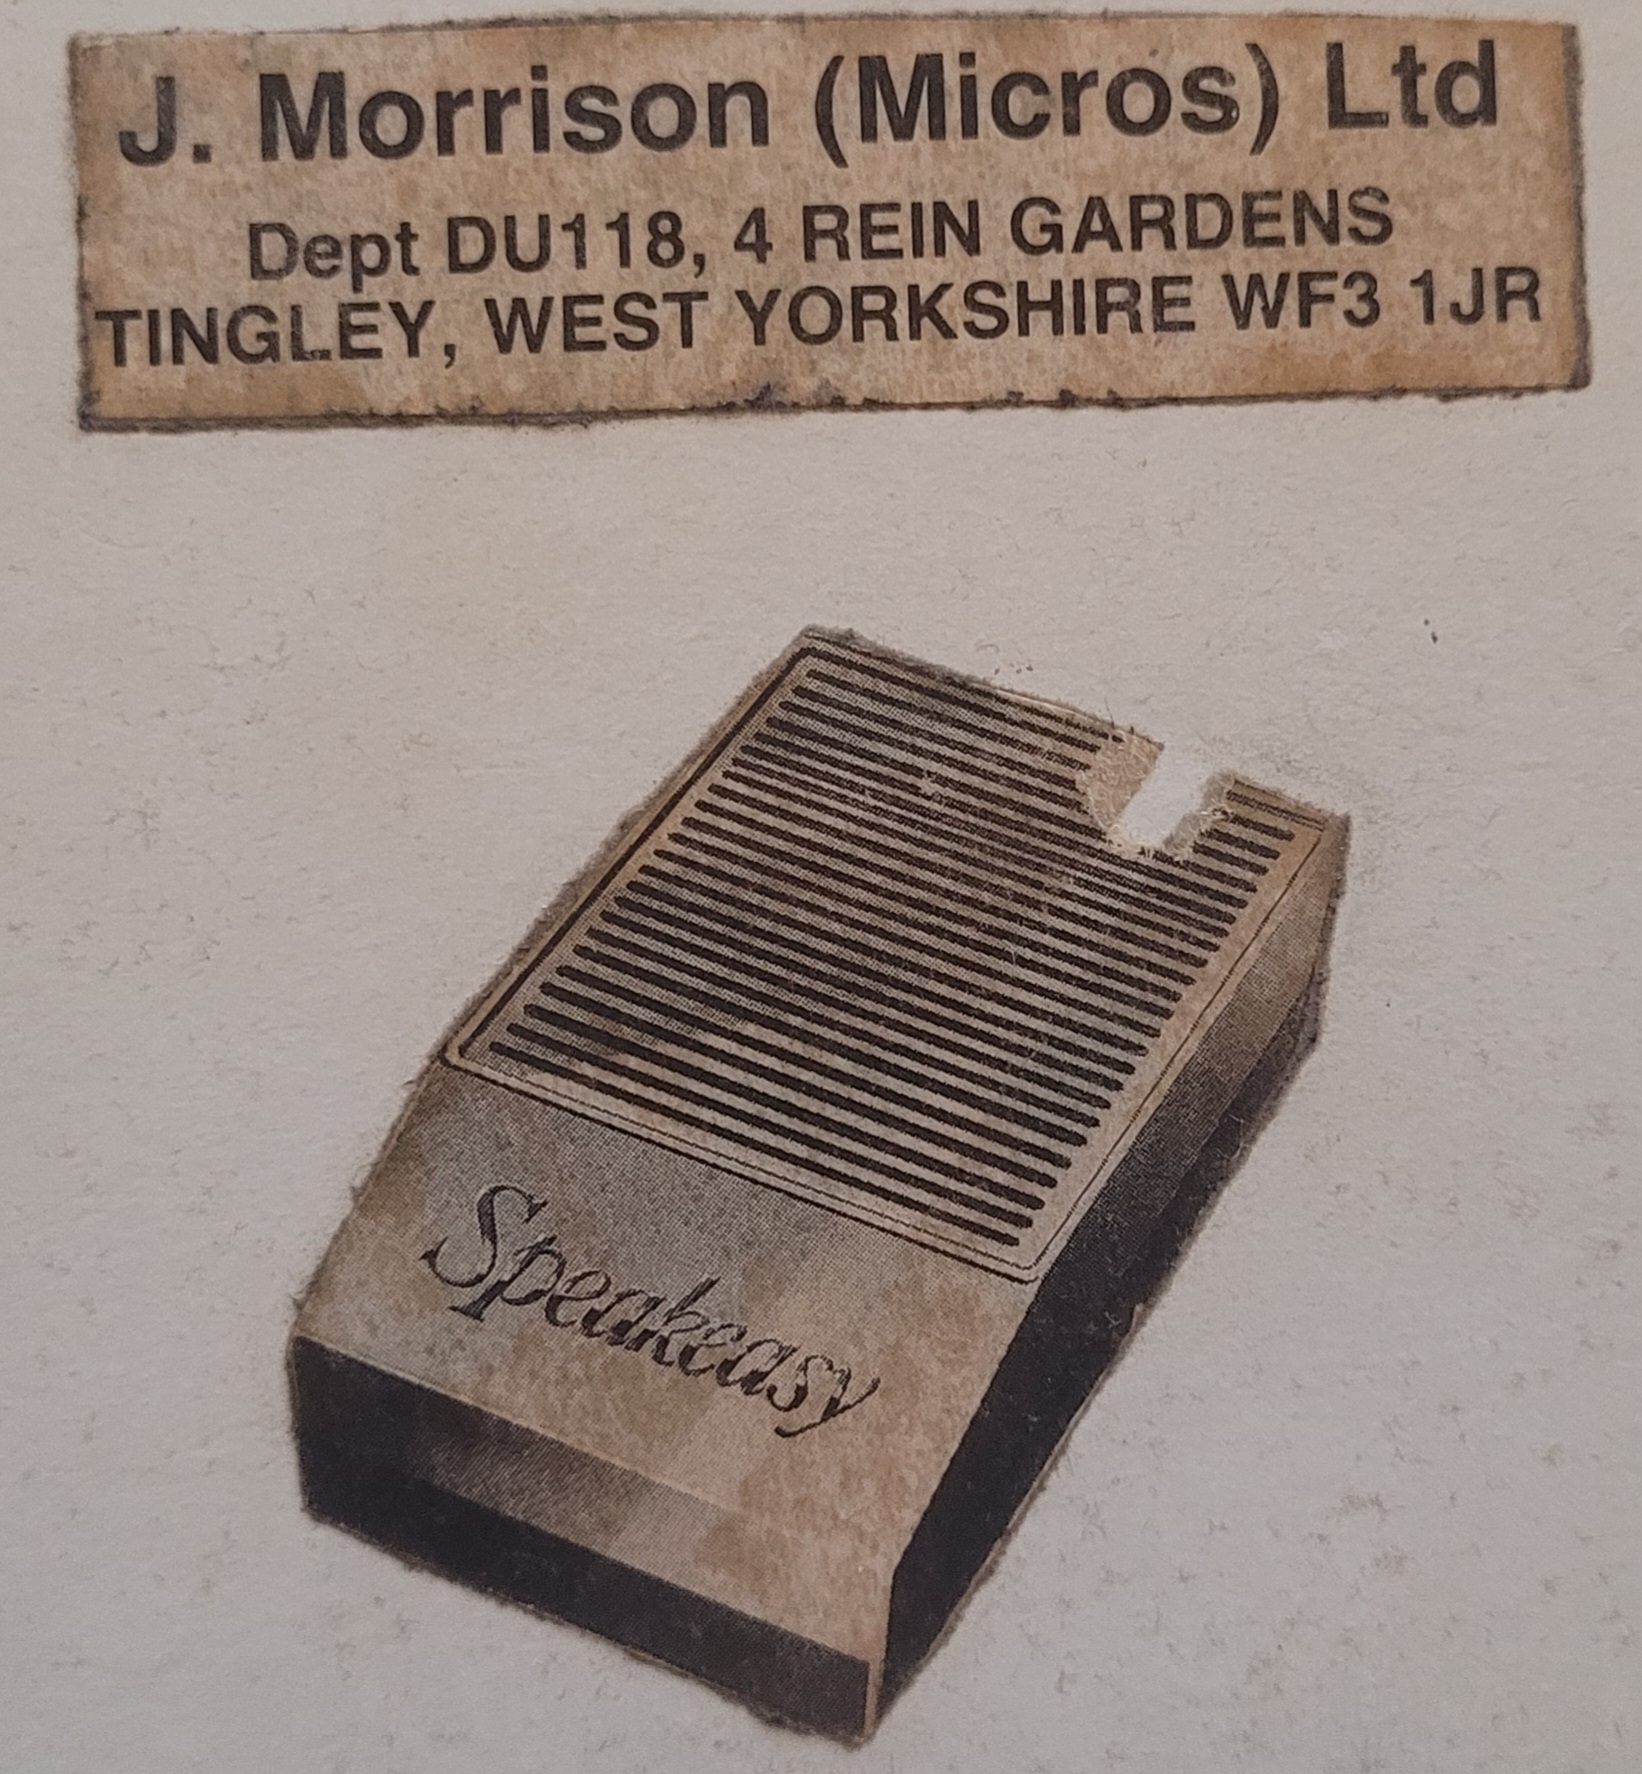 J. Morrison (Micros) Ltd
Dept DU118, 4 REIN GARDENS
TINGLEY, WEST YORKSHIRE WF3 1JR
Speakeasy